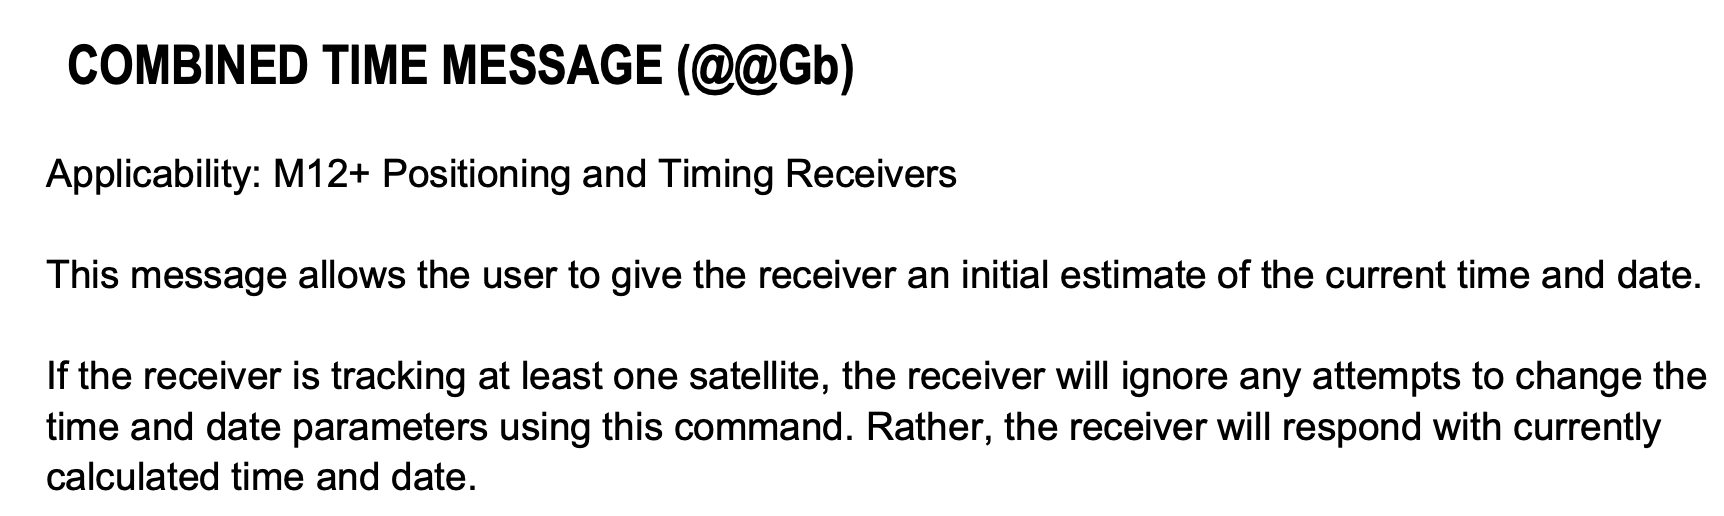 COMBINED TIME MESSAGE (@@Gb)
Applicability: M12+ Positioning and Timing Receivers
This message allows the user to give the receiver an initial estimate of the current time and date.
If the receiver is tracking at least one satellite, the receiver will ignore any attempts to change the
time and date parameters using this command. Rather, the receiver will respond with currently
calculated time and date.